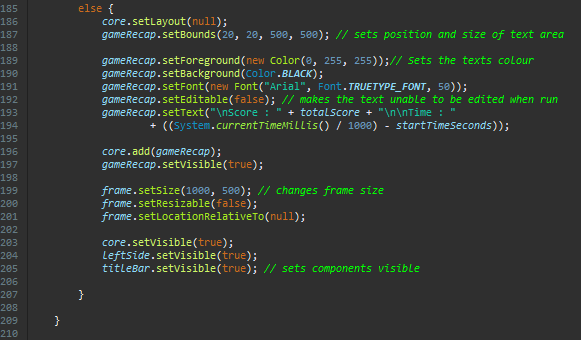 185 else {
186 core.setLayout(null);
187 gameRecap.setBounds(20, 20, 500, 500); // sets position and size of text area
188
189 gameRecap.setForeground(new Color(0, 255, 255));// Sets the texts colour
190 gameRecap.setBackground(Color.BLACK);
191 gameRecap.setFont(new Font("Arial", Font.TRUETYPE_FONT, 50));
192 gameRecap.setEditable(false); // makes the text unable to be edited when run
193 gameRecap.setText("\nScore : " + totalScore + "\n\nTime : "
194 + ((System.currentTimeMillis() / 1000) - startTimeSeconds));
195
196 core.add(gameRecap);
197 gameRecap.setVisible(true);
198
199 frame.setSize(1000, 500); // changes frame size
200 frame.setResizable(false);
201 frame.setLocationRelativeTo(null);
202
203 core.setVisible(true);
204 leftSide.setVisible(true);
205 titleBar.setVisible(true); // sets components visible
206
207 }
208
209 }
210